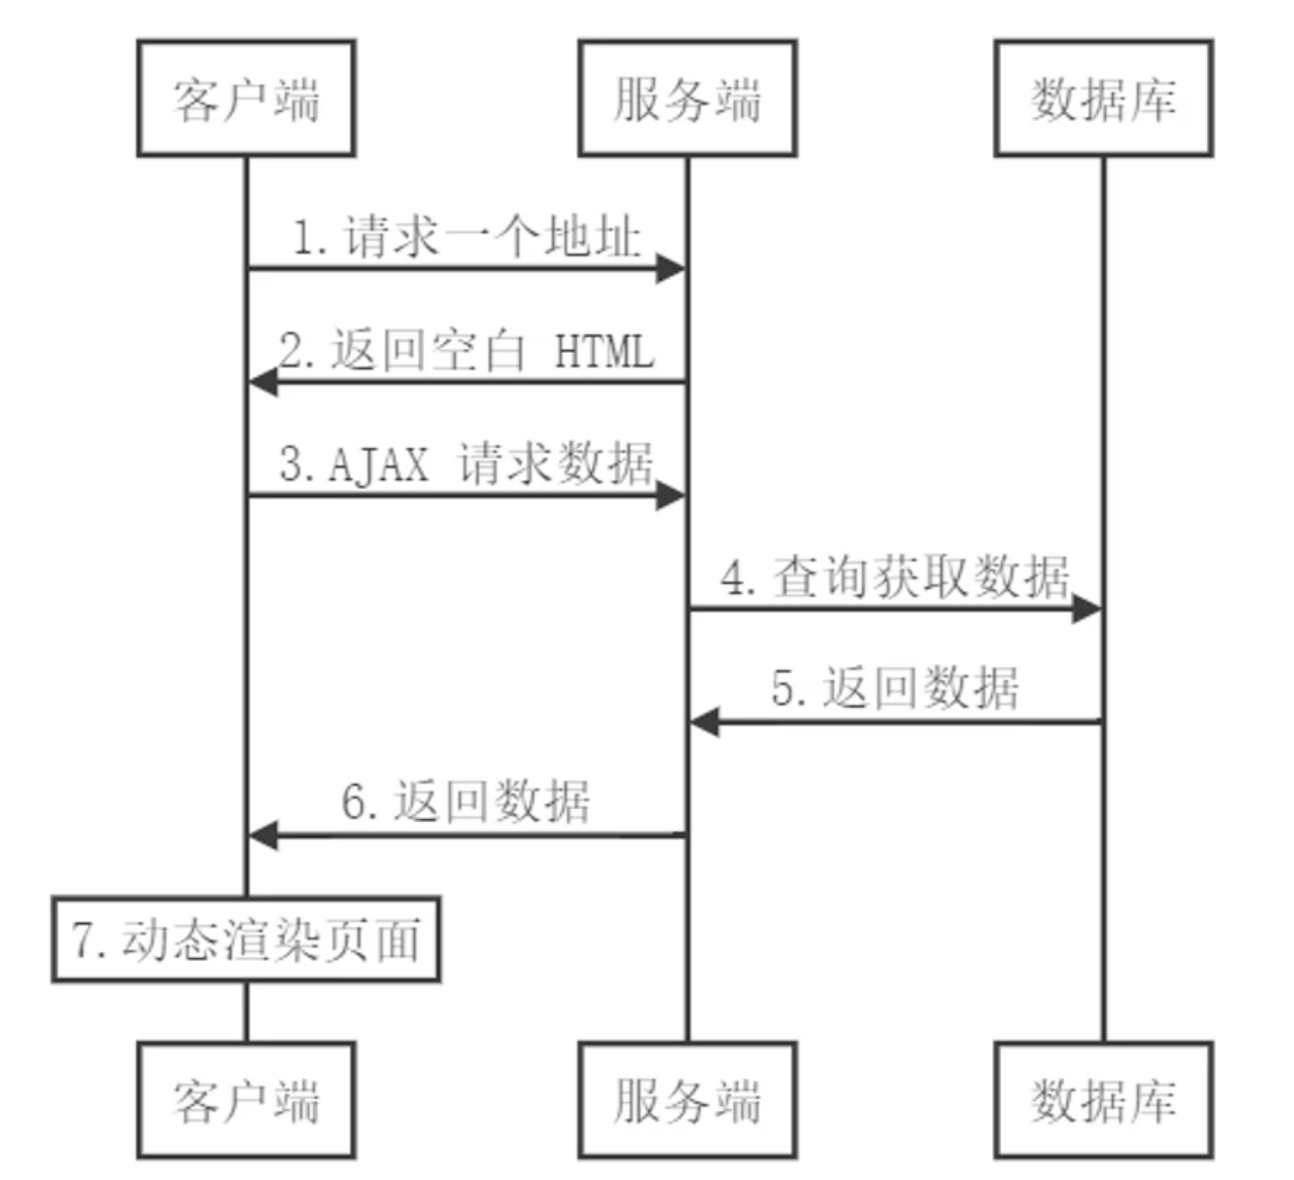 客户端
服务端
数据库
1.请求一个地址
2.返回空白 HTML
3.AJAX 请求数据
4.查询获取数据
5.返回数据
6.返回数据
7.动态渲染页面
客户端
服务端
数据库